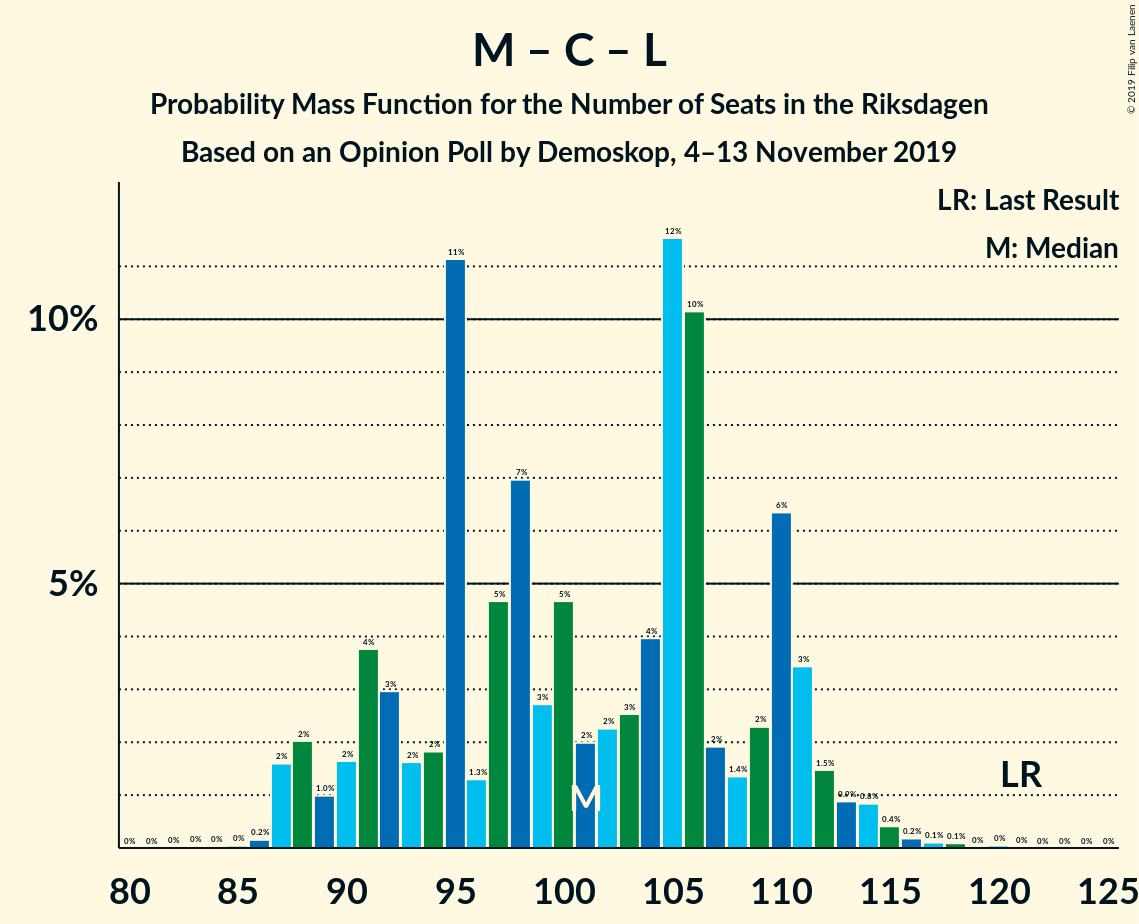 M – C – L
Probability Mass Function for the Number of Seats in the Riksdagen
Based on an Opinion Poll by Demoskop, 4–13 November 2019
© 2019 Filip van Laenen
LR: Last Result
M: Median
10%
5%
0% 0% 0% 0% 0% 0% 0.2% 2% 2% 1.0% 2% 4% 3% 2% 2% 11% 1.3% 5% 7% 3% 5% 2% 2% 3% 4% 12% 10% 2% 1.4% 2% 6% 3% 1.5% 0.9% 0.8% 0.4% 0.2% 0.1% 0.1% 0% 0% 0% 0% 0% 0% 0%
M
LR
80 85 90 95 100 105 110 115 120 125